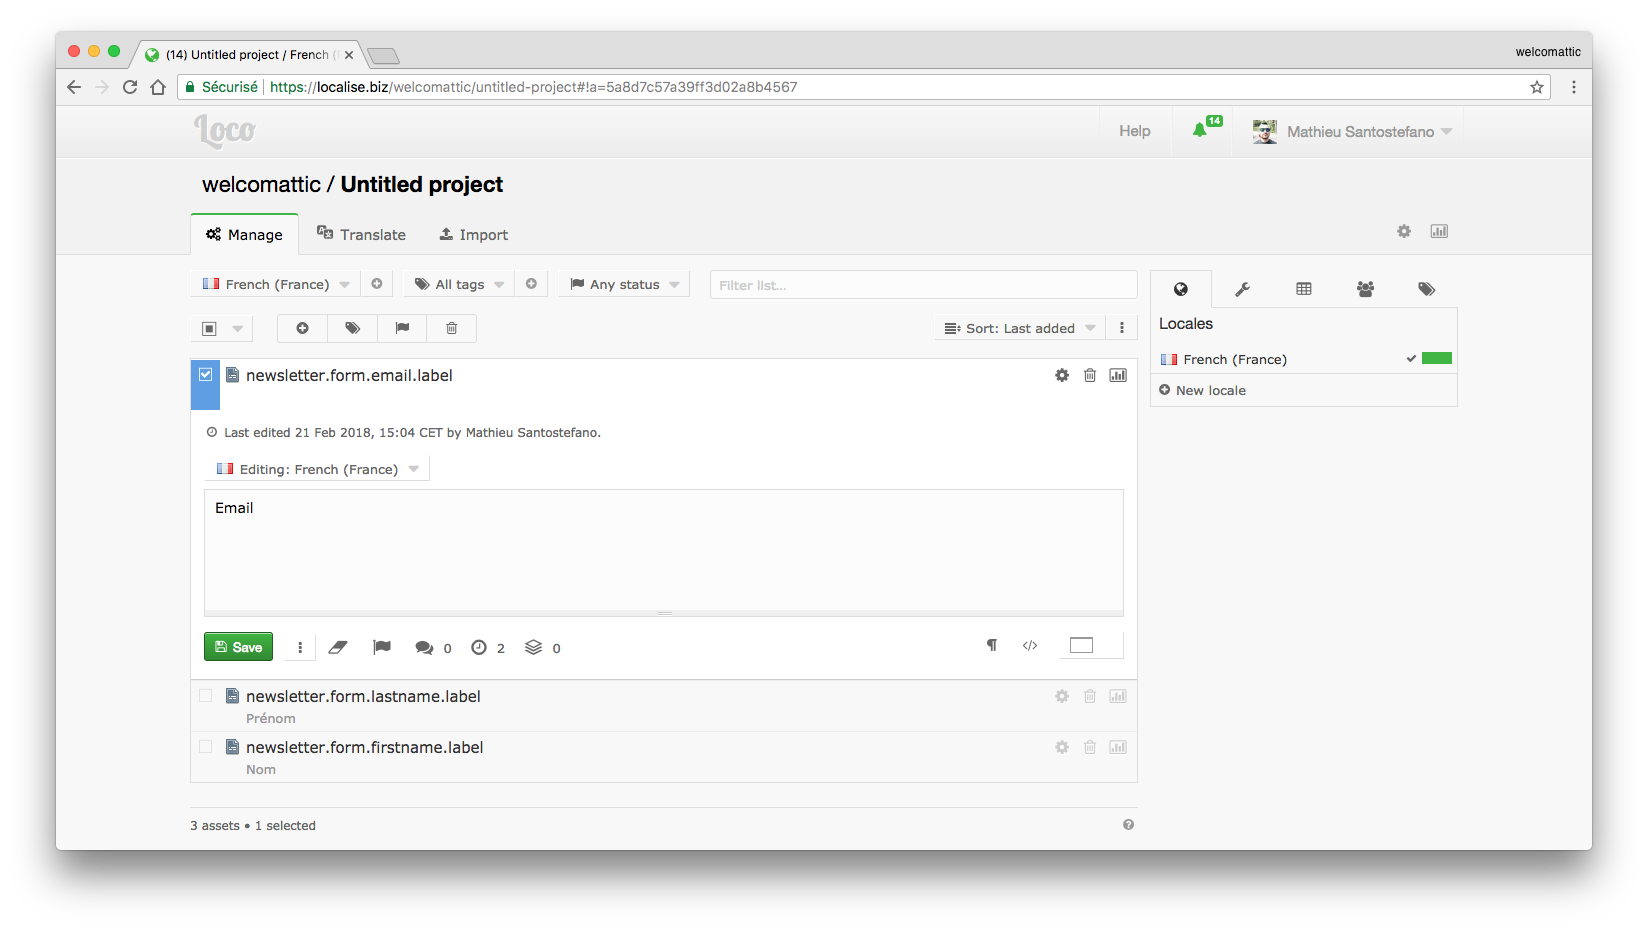 (14) Untitled project / French (
welcomattic
Sécurisé https://localise.biz/welcomattic/untitled-project#!a=5a8d7c57a39ff3d02a8b4567
Loco
Help
14
Mathieu Santostefano
welcomattic / Untitled project
Manage
Translate
Import
French (France)
All tags
Any status
Filter list...
Sort: Last added
newsletter.form.email.label
Last edited 21 Feb 2018, 15:04 CET by Mathieu Santostefano.
Editing: French (France)
Email
Save
0
2
0
¶
</>
newsletter.form.lastname.label
Prénom
newsletter.form.firstname.label
Nom
3 assets • 1 selected
Locales
French (France)
New locale